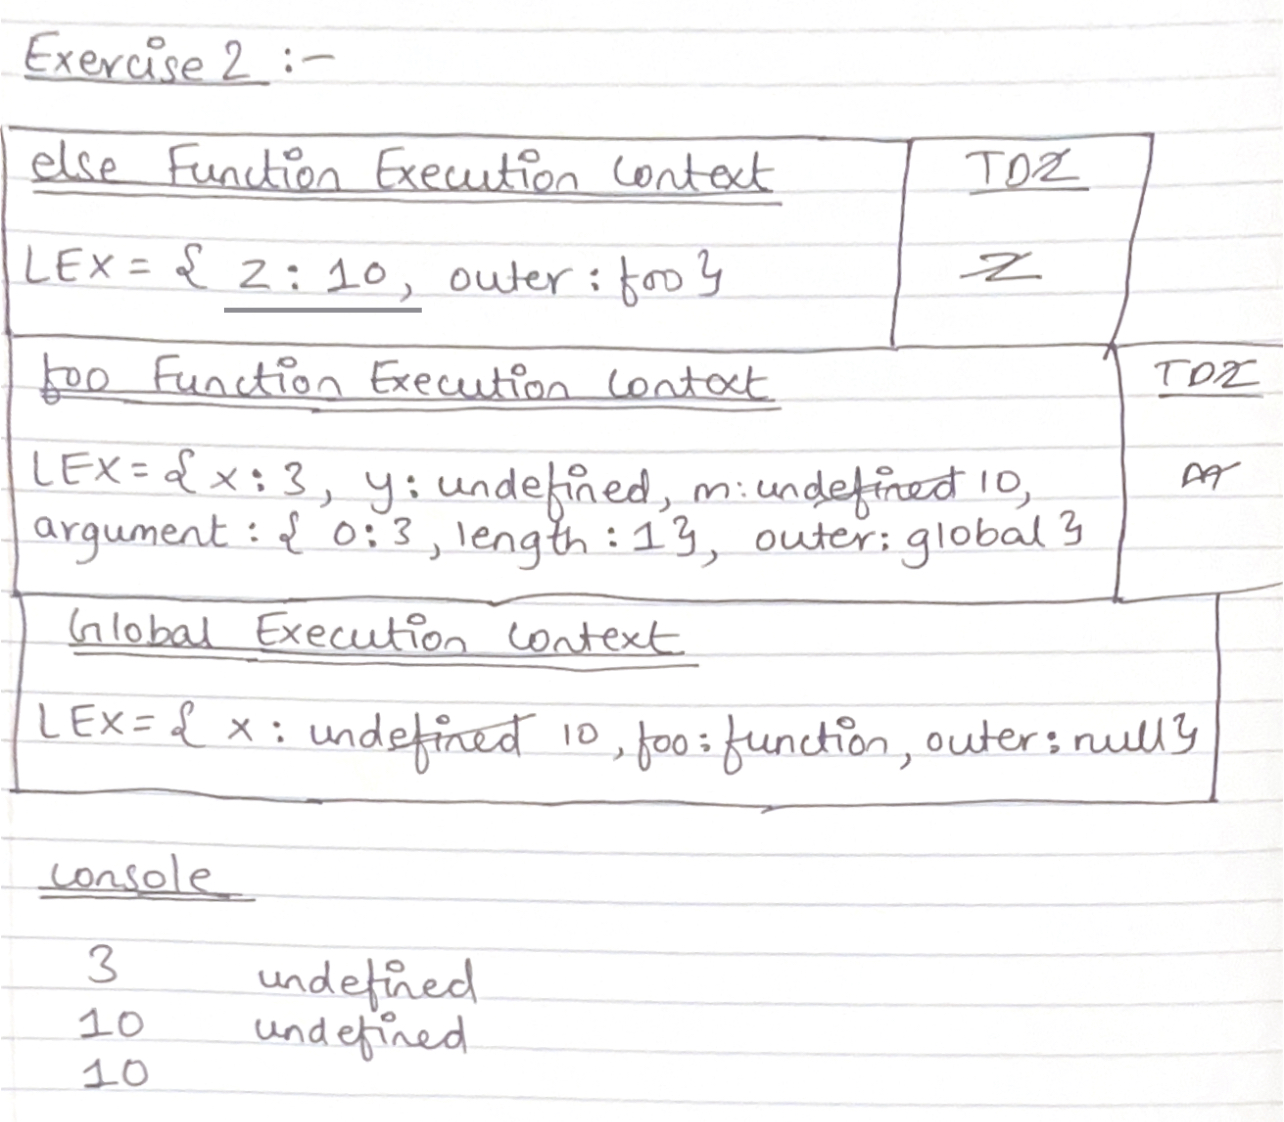 Exercise 2 :-
else Function Execution Context
TDZ
LEX = { z : 10, outer : foo }
z
foo Function Execution Context
TDZ
LEX = { x : 3, y : undefined, m : undefined 10,
argument : { 0 : 3, length : 1 }, outer : global }
Global Execution Context
LEX = { x : undefined 10, foo : function, outer : null }
console
3 undefined
10 undefined
10